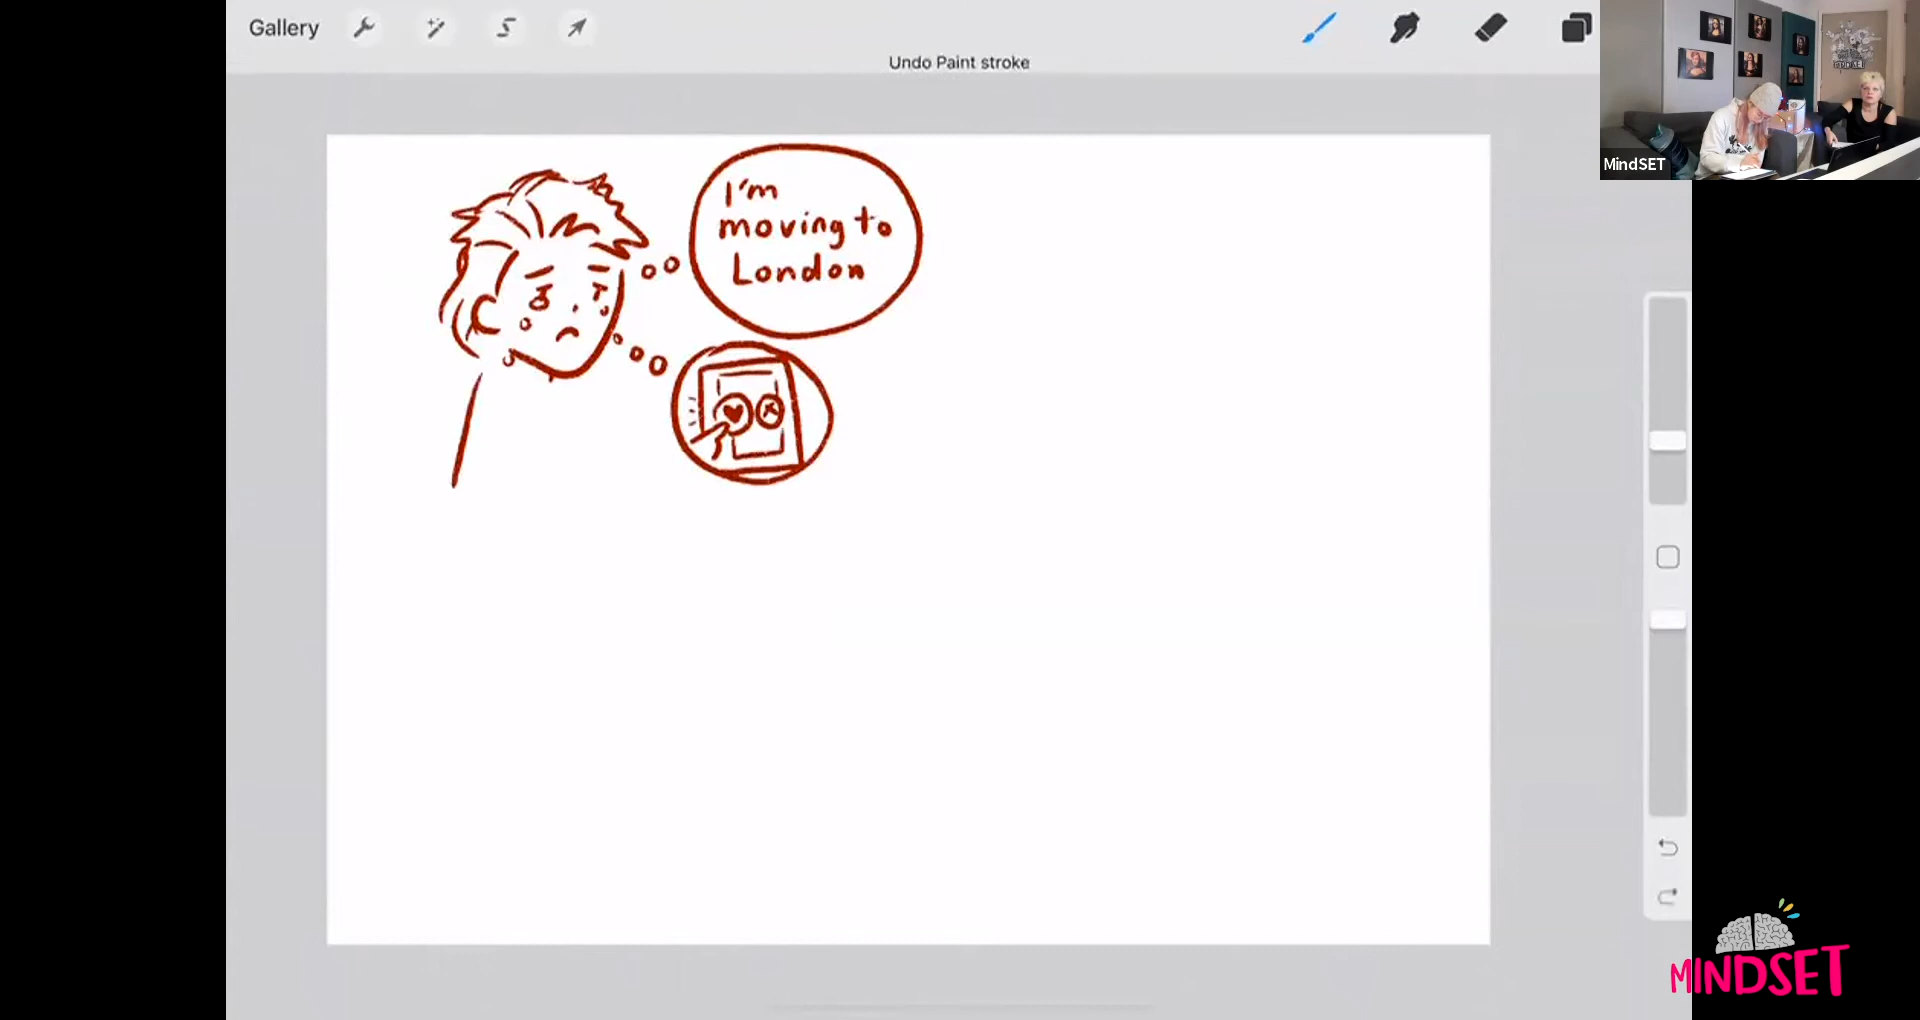 Gallery
Undo Paint stroke
I'm
moving to
London
MindSET
MINDSET